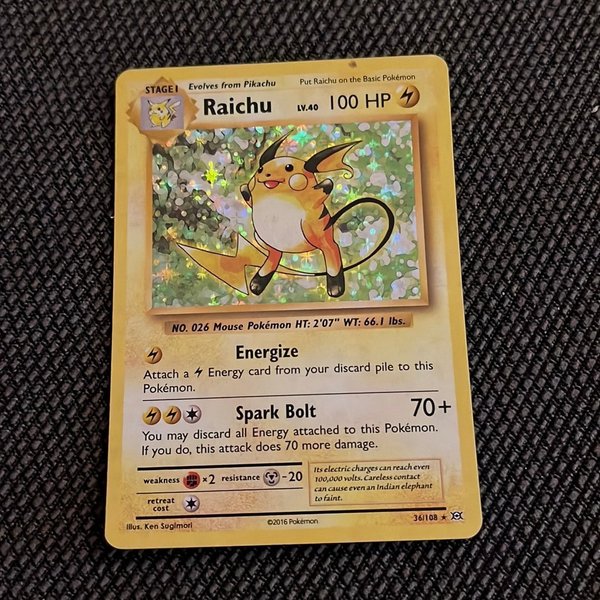 STAGE 1 Evolves from Pikachu Put Raichu on the Basic Pokémon
Raichu LV.40 100 HP
NO. 026 Mouse Pokémon HT: 2'07" WT: 66.1 lbs.
Energize
Attach a Energy card from your discard pile to this
Pokémon.
Spark Bolt 70+
You may discard all Energy attached to this Pokémon.
If you do, this attack does 70 more damage.
weakness ×2 resistance -20
retreat
cost
Its electric charges can reach even
100,000 volts. Careless contact
can cause even an Indian elephant
to faint.
Illus. Ken Sugimori
©2016 Pokémon
36/108 ★